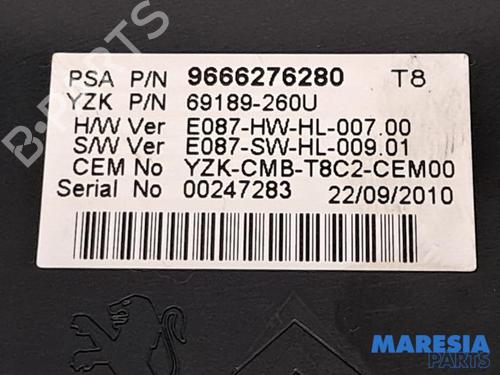 PSA P/N 9666276280 T8
YZK P/N 69189-260U
H/W Ver E087-HW-HL-007.00
S/W Ver E087-SW-HL-009.01
CEM No YZK-CMB-T8C2-CEM00
Serial No 00247283 22/09/2010
MARESIA
PARTS